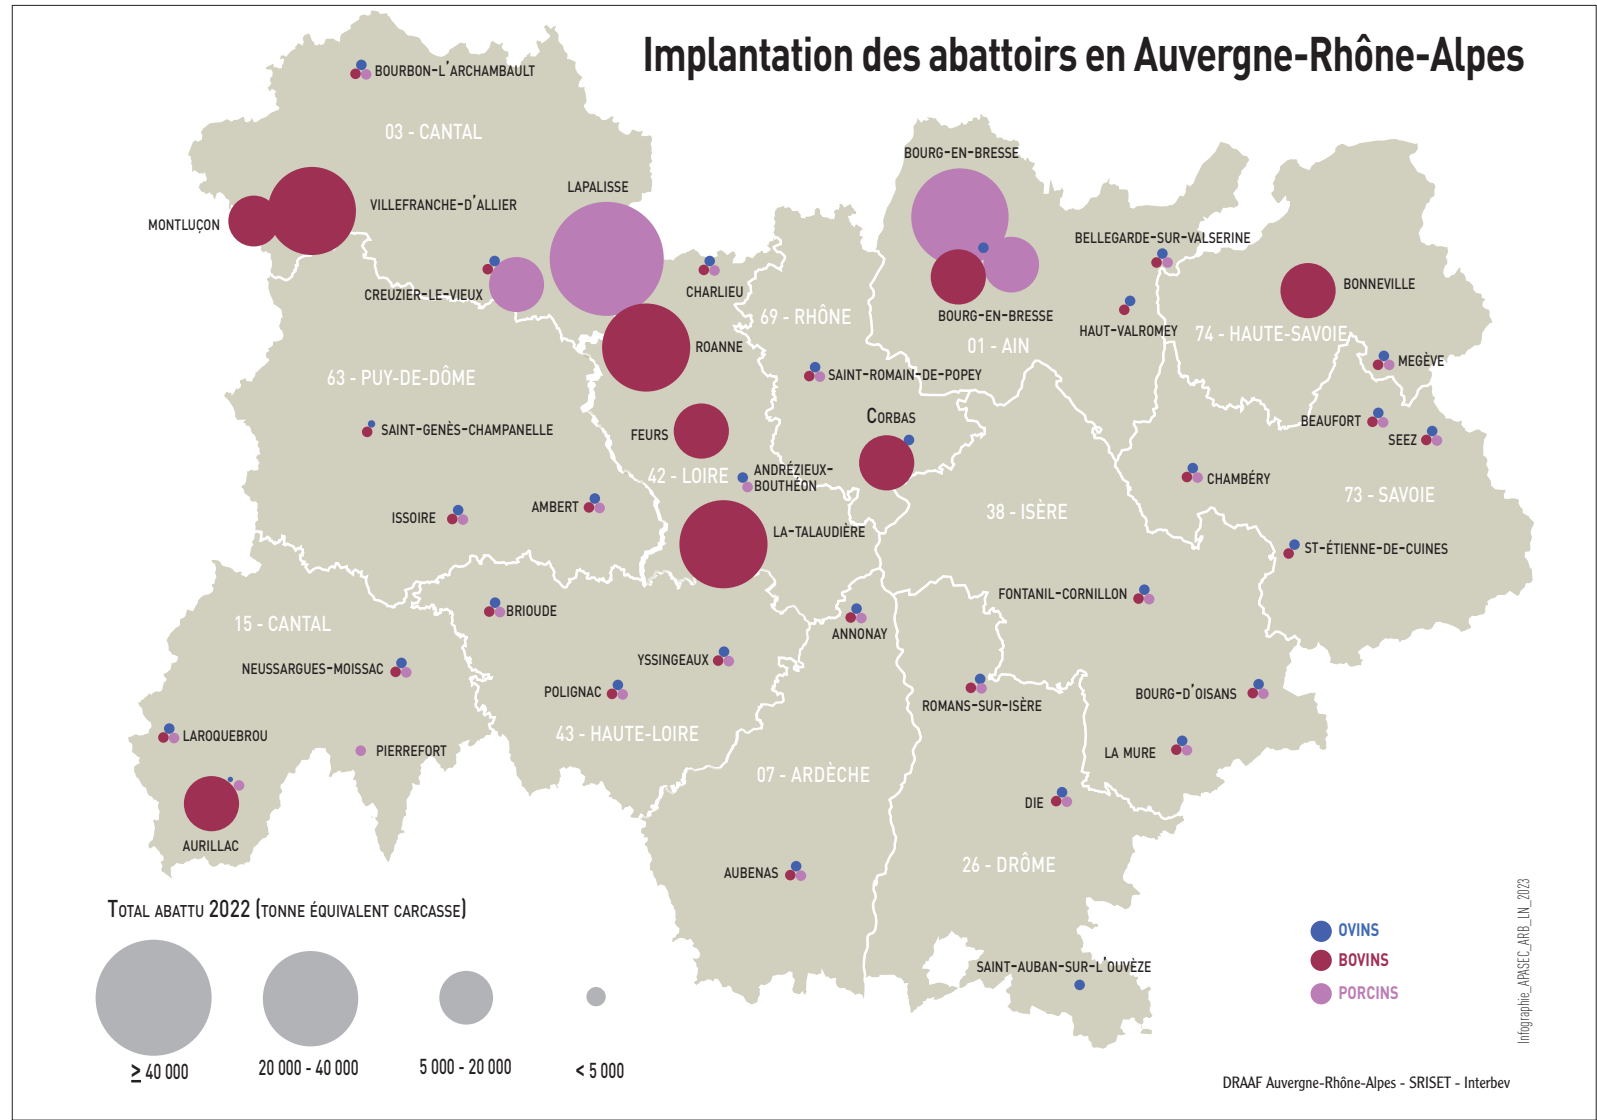 Implantation des abattoirs en Auvergne-Rhône-Alpes
BOURBON-L'ARCHAMBAULT
03 - CANTAL
BOURG-EN-BRESSE
LAPALISSE
VILLEFRANCHE-D'ALLIER
MONTLUÇON
BELLEGARDE-SUR-VALSERINE
CREUZIER-LE-VIEUX
CHARLIEU
BONNEVILLE
69 - RHÔNE
BOURG-EN-BRESSE
HAUT-VALROMEY
74 - HAUTE-SAVOIE
01 - AIN
ROANNE
MEGÈVE
63 - PUY-DE-DÔME
SAINT-ROMAIN-DE-POPEY
CORBAS
BEAUFORT
SEEZ
SAINT-GENÈS-CHAMPANELLE
FEURS
42 - LOIRE
ANDRÉZIEUX-
BOUTHÉON
CHAMBÉRY
73 - SAVOIE
AMBERT
ISSOIRE
38 - ISÈRE
LA-TALAUDIÈRE
ST-ÉTIENNE-DE-CUINES
FONTANIL-CORNILLON
BRIOUDE
15 - CANTAL
ANNONAY
NEUSSARGUES-MOISSAC
YSSINGEAUX
POLIGNAC
ROMANS-SUR-ISÈRE
BOURG-D'OISANS
LAROQUEBROU
43 - HAUTE-LOIRE
PIERREFORT
LA MURE
07 - ARDÈCHE
DIE
AURILLAC
AUBENAS
26 - DRÔME
SAINT-AUBAN-SUR-L'OUVÈZE
TOTAL ABATTU 2022 (TONNE ÉQUIVALENT CARCASSE)
≥ 40 000
20 000 - 40 000
5 000 - 20 000
< 5 000
OVINS
BOVINS
PORCINS
Infographie_APASEC_ARB_LN_2023
DRAAF Auvergne-Rhône-Alpes - SRISET - Interbev